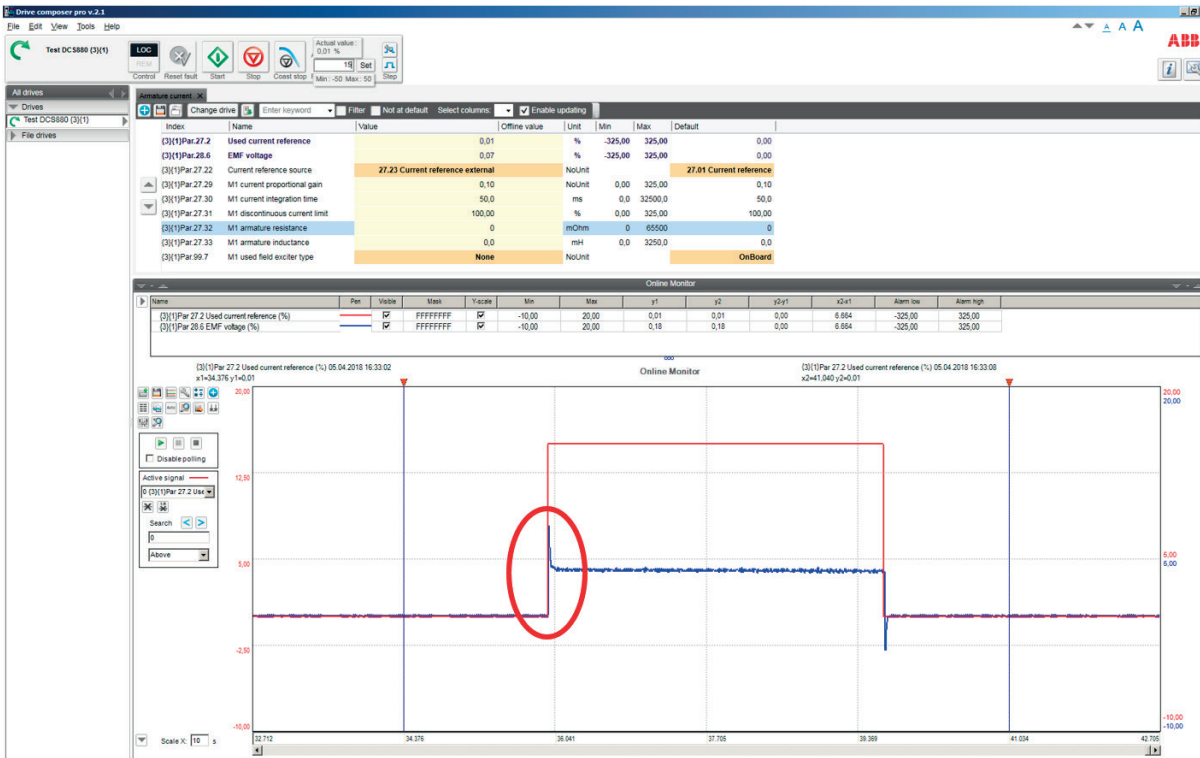 Drive composer pro v.2.1
File Edit View Tools Help
A A A
ABB
Test DCS880 {3}{1}
LOC
REM
Control Reset fault Start Stop Coast stop
Actual value :
0,01 %
15 Set
Min : -50 Max : 50
Step
All drives
Drives
Test DCS880 {3}{1}
File drives
Armature current X
Change drive Enter keyword Filter Not at default Select columns: Enable updating
Index Name Value Offline value Unit Min Max Default
{3}{1}Par.27.2 Used current reference 0,01 % -325,00 325,00 0,00
{3}{1}Par.28.6 EMF voltage 0,07 % -325,00 325,00 0,00
{3}{1}Par.27.22 Current reference source 27.23 Current reference external NoUnit 27.01 Current reference
{3}{1}Par.27.29 M1 current proportional gain 0,10 NoUnit 0,00 325,00 0,10
{3}{1}Par.27.30 M1 current integration time 50,0 ms 0,0 32500,0 50,0
{3}{1}Par.27.31 M1 discontinuous current limit 100,00 % 0,00 325,00 100,00
{3}{1}Par.27.32 M1 armature resistance 0 mOhm 0 65500 0
{3}{1}Par.27.33 M1 armature inductance 0,0 mH 0,0 3250,0 0,0
{3}{1}Par.99.7 M1 used field exciter type None NoUnit OnBoard
Online Monitor
Name Pen Visible Mask Y-scale Min Max y1 y2 y2-y1 x2-x1 Alarm low Alarm high
{3}{1}Par 27.2 Used current reference (%) FFFFFFFF -10,00 20,00 0,01 0,01 0,00 6.664 -325,00 325,00
{3}{1}Par 28.6 EMF voltage (%) FFFFFFFF -10,00 20,00 0,18 0,18 0,00 6.664 -325,00 325,00
{3}{1}Par 27.2 Used current reference (%) 05.04.2018 16:33:02
x1=34.376 y1=0,01
Online Monitor
{3}{1}Par 27.2 Used current reference (%) 05.04.2018 16:33:08
x2=41.040 y2=0,01
20,00
12,50
5,00
-2,50
-10,00
20,00
20,00
5,00
5,00
-10,00
-10,00
Disable polling
Active signal
0 {3}{1}Par 27.2 Use
Search < >
0
Above
Scale X: 10 s
32.712 34.376 36.041 37.705 39.369 41.034 42.705